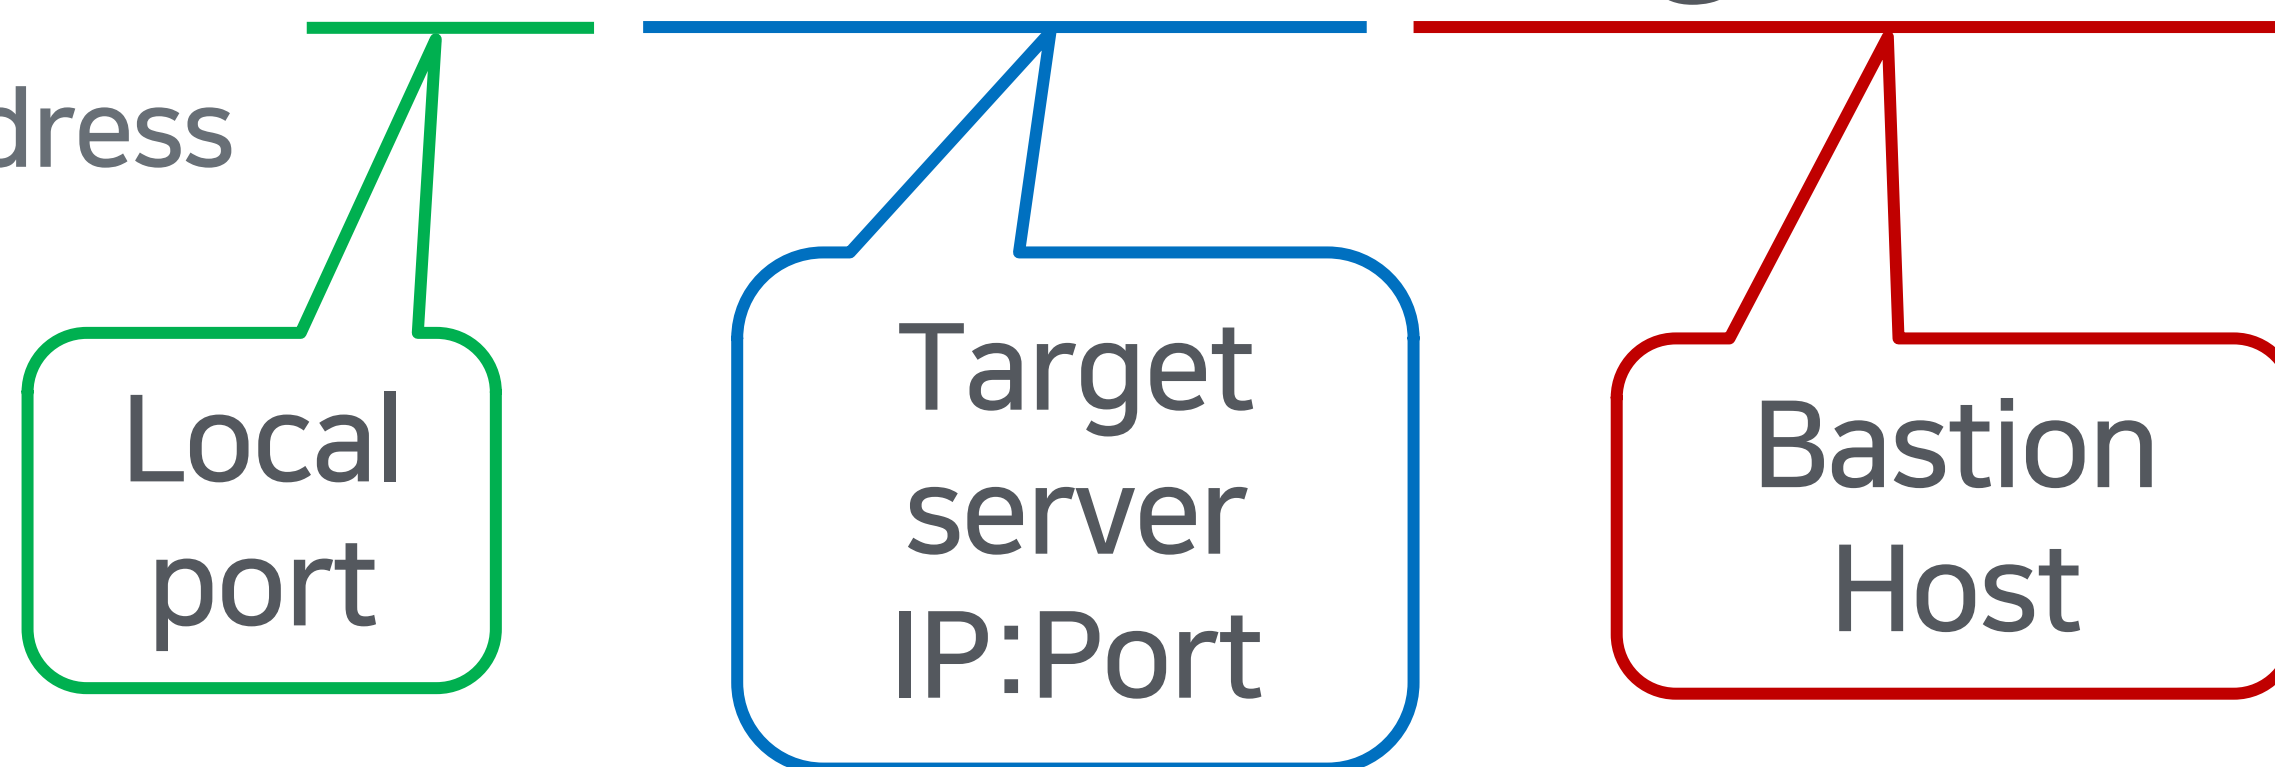 dress
Local
port
Target
server
IP:Port
Bastion
Host